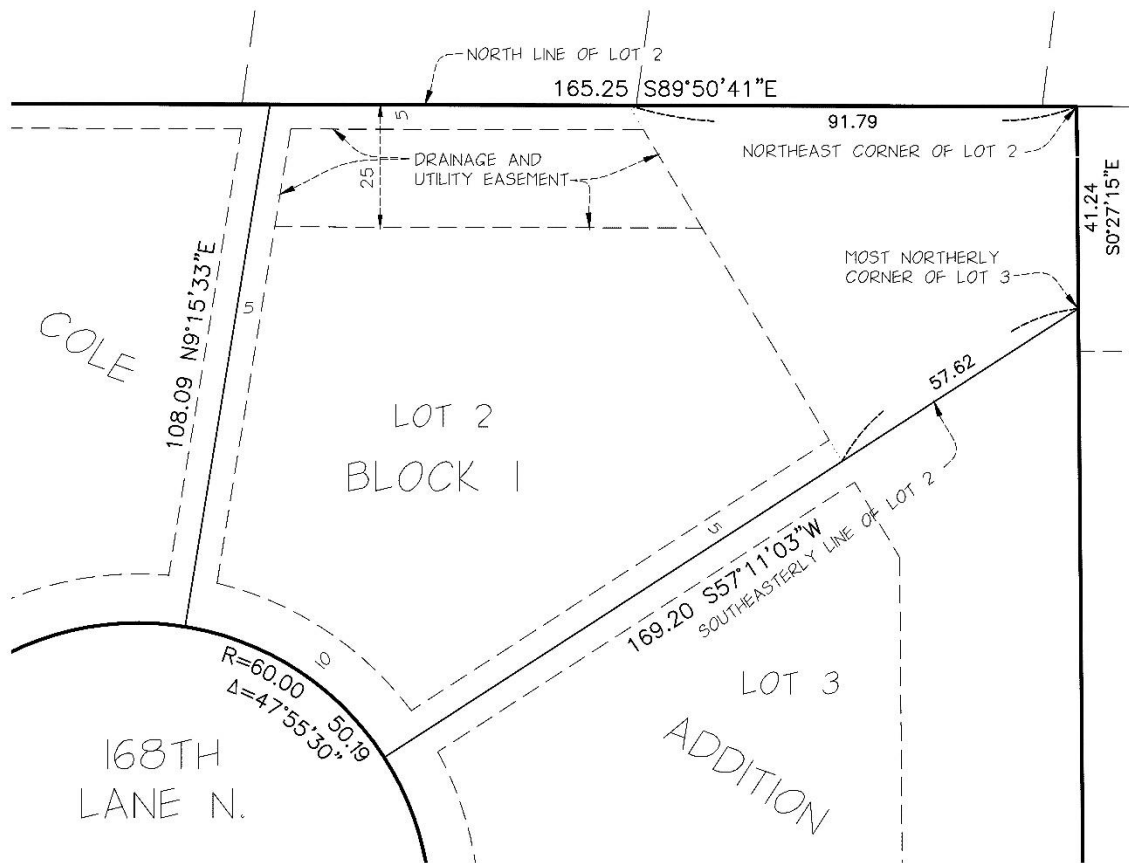 NORTH LINE OF LOT 2
165.25 S89°50'41"E
5
91.79
NORTHEAST CORNER OF LOT 2
DRAINAGE AND
UTILITY EASEMENT
25
41.24
S0°27'15"E
MOST NORTHERLY
CORNER OF LOT 3
108.09 N9°15'33"E
5
COLE
57.62
LOT 2
BLOCK 1
5
169.20 S57°11'03"W
SOUTHEASTERLY LINE OF LOT 2
10
R=60.00 50.19
Δ=47°55'30"
LOT 3
ADDITION
168TH
LANE N.